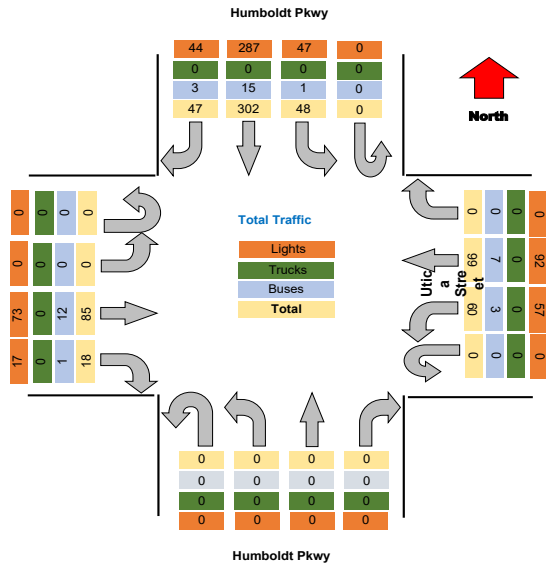 Humboldt Pkwy
44 287 47 0
0 0 0 0
3 15 1 0
47 302 48 0
North
0 0 0 0
0 0 0 0
73 0 12 85
17 0 1 18
Total Traffic
Lights
Trucks
Buses
Total
Utic
a
Stre
et
0 0 0 0
99 7 0 92
60 3 0 57
0 0 0 0
0 0 0 0
0 0 0 0
0 0 0 0
0 0 0 0
Humboldt Pkwy